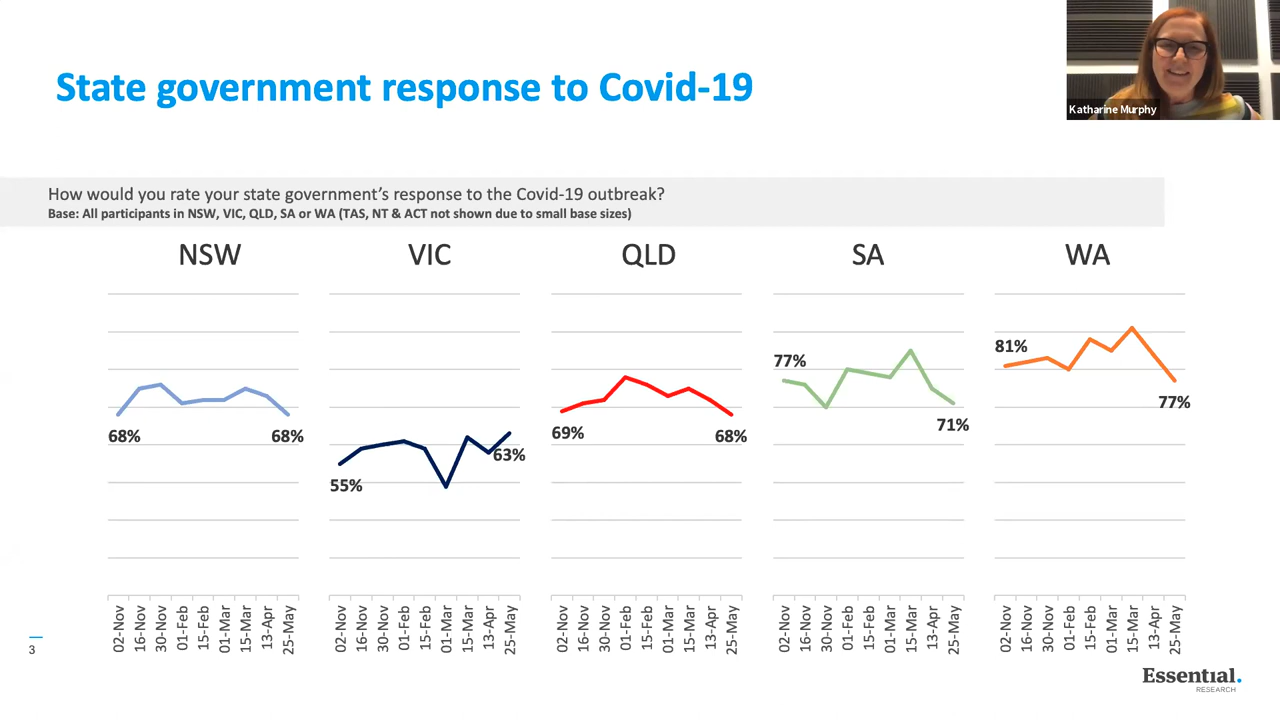 State government response to Covid-19
Katharine Murphy
How would you rate your state government's response to the Covid-19 outbreak?
Base: All participants in NSW, VIC, QLD, SA or WA (TAS, NT & ACT not shown due to small base sizes)
NSW
68%
68%
02-Nov
16-Nov
30-Nov
01-Feb
15-Feb
01-Mar
15-Mar
13-Apr
25-May
VIC
55%
63%
02-Nov
16-Nov
30-Nov
01-Feb
15-Feb
01-Mar
15-Mar
13-Apr
25-May
QLD
69%
68%
02-Nov
16-Nov
30-Nov
01-Feb
15-Feb
01-Mar
15-Mar
13-Apr
25-May
SA
77%
71%
02-Nov
16-Nov
30-Nov
01-Feb
15-Feb
01-Mar
15-Mar
13-Apr
25-May
WA
81%
77%
02-Nov
16-Nov
30-Nov
01-Feb
15-Feb
01-Mar
15-Mar
13-Apr
25-May
3
Essential.
RESEARCH